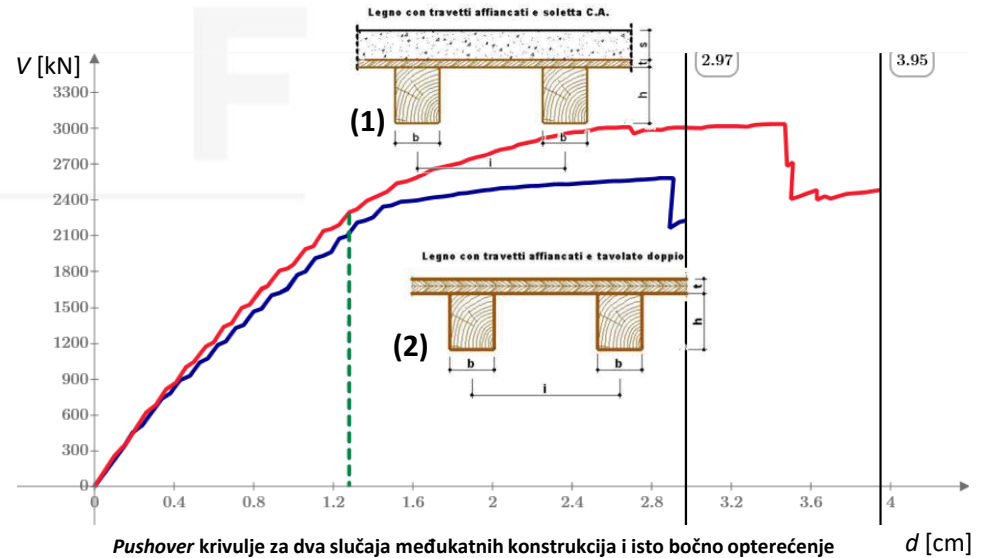 Legno con travetti affiancati e soletta C.A.
V [kN]
2.97
3.95
3300
3000
2700
2400
2100
1800
1500
1200
900
600
300
0
s
t
h
(1)
b
b
i
Legno con travetti affiancati e tavolato doppio
t
h
(2)
b
b
i
0
0.4
0.8
1.2
1.6
2
2.4
2.8
3.2
3.6
4
Pushover krivulje za dva slučaja međukatnih konstrukcija i isto bočno opterećenje
d [cm]